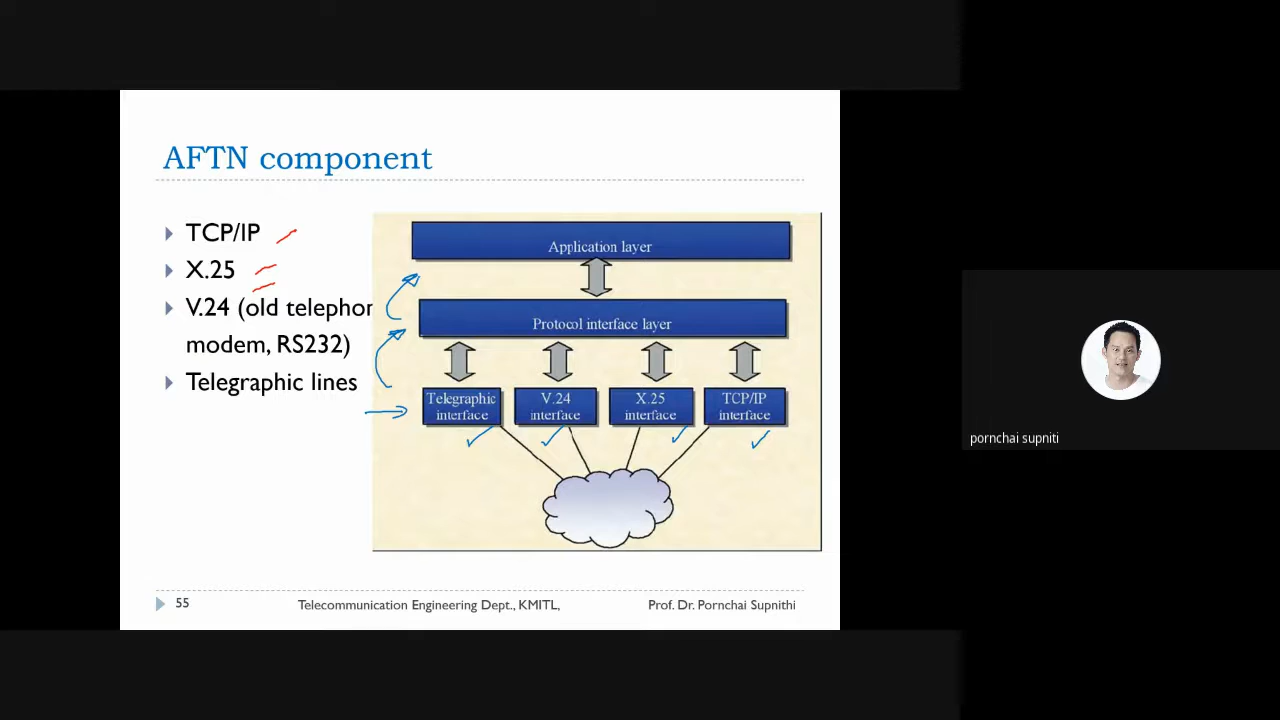 AFTN component
TCP/IP
X.25
V.24 (old telephon
modem, RS232)
Telegraphic lines
Application layer
Protocol interface layer
Telegraphic
interface
V.24
interface
X.25
interface
TCP/IP
interface
55
Telecommunication Engineering Dept., KMITL,
Prof. Dr. Pornchai Supnithi
pornchai supniti